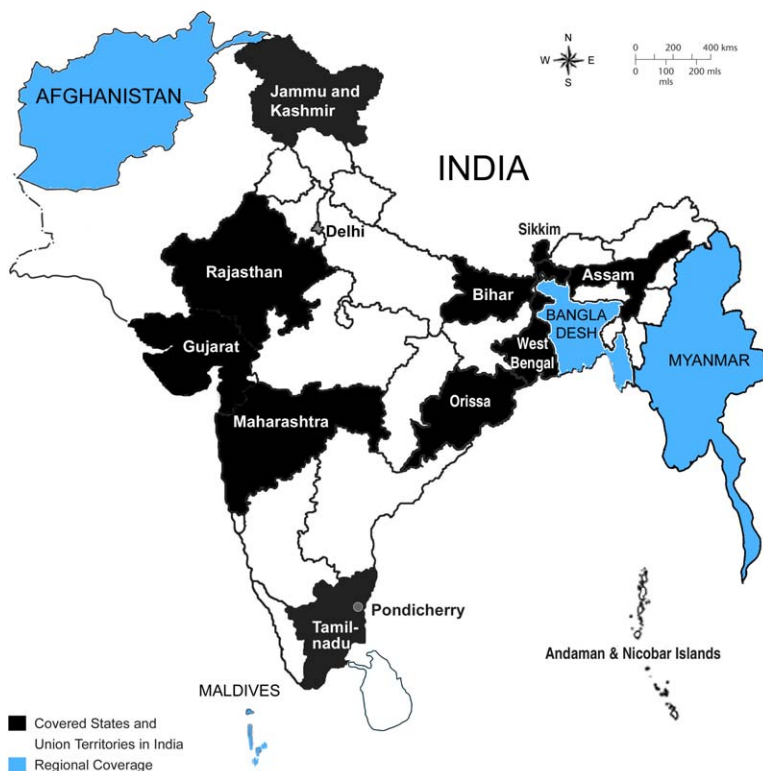 N
W E
S
0 200 400 kms
0 100 200 mls
mls
AFGHANISTAN
Jammu and
Kashmir
INDIA
Delhi
Sikkim
Rajasthan
Assam
Bihar
BANGLA
DESH
Gujarat
West
Bengal
MYANMAR
Orissa
Maharashtra
Pondicherry
Tamil-
nadu
Andaman & Nicobar Islands
MALDIVES
Covered States and
Union Territories in India
Regional Coverage